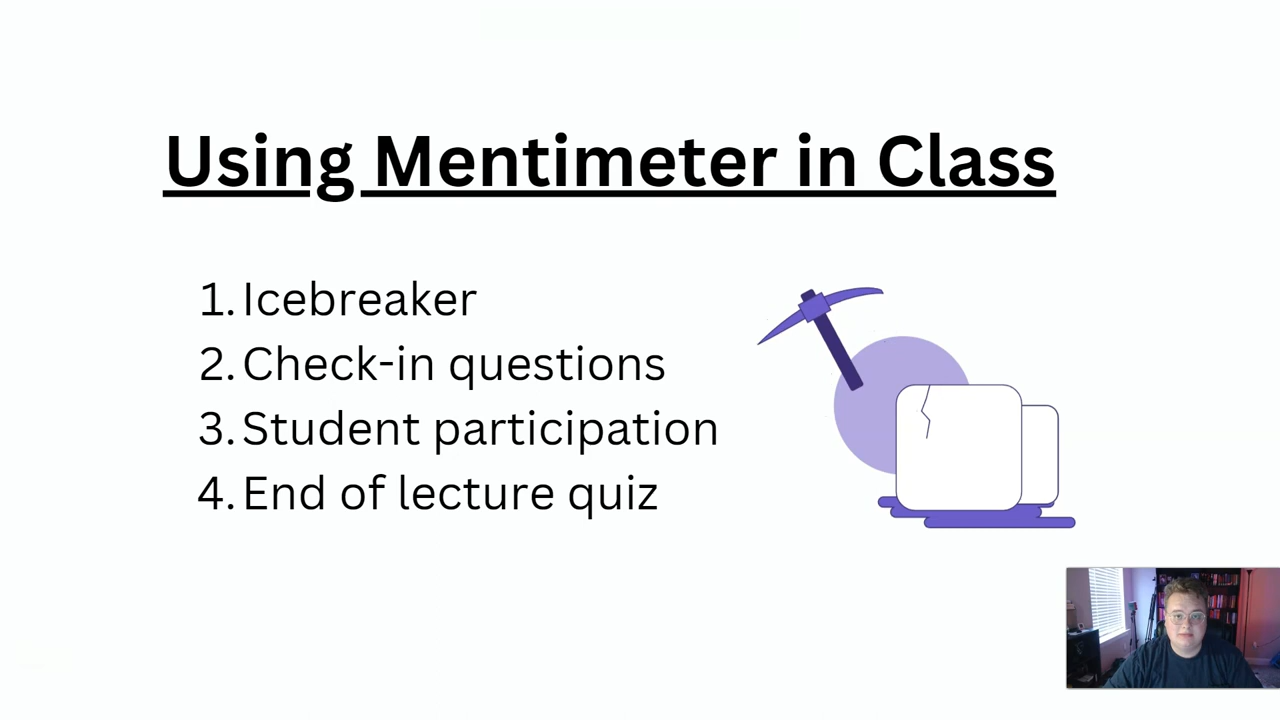 Using Mentimeter in Class
1. Icebreaker
2. Check-in questions
3. Student participation
4. End of lecture quiz